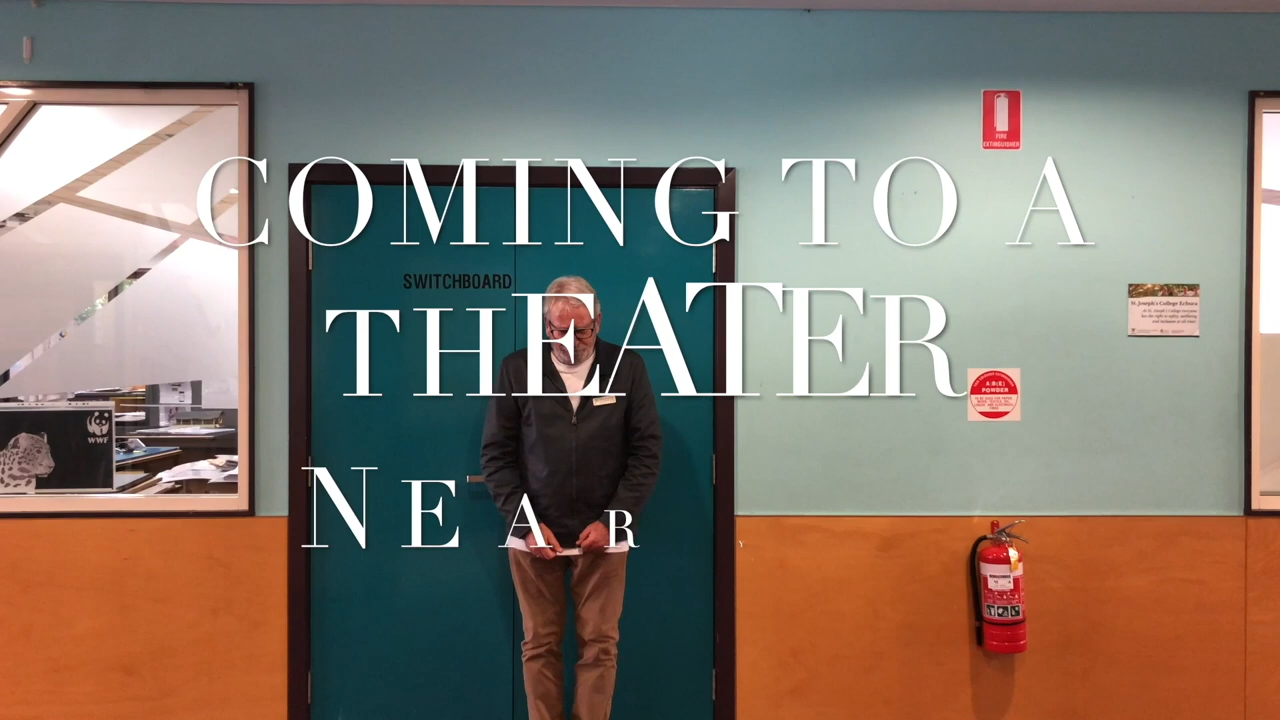 COMING TO A
THEATER
NEAR
SWITCHBOARD
FIRE
EXTINGUISHER
St. Joseph's College Echuca
WWF
A:B(E)
POWDER